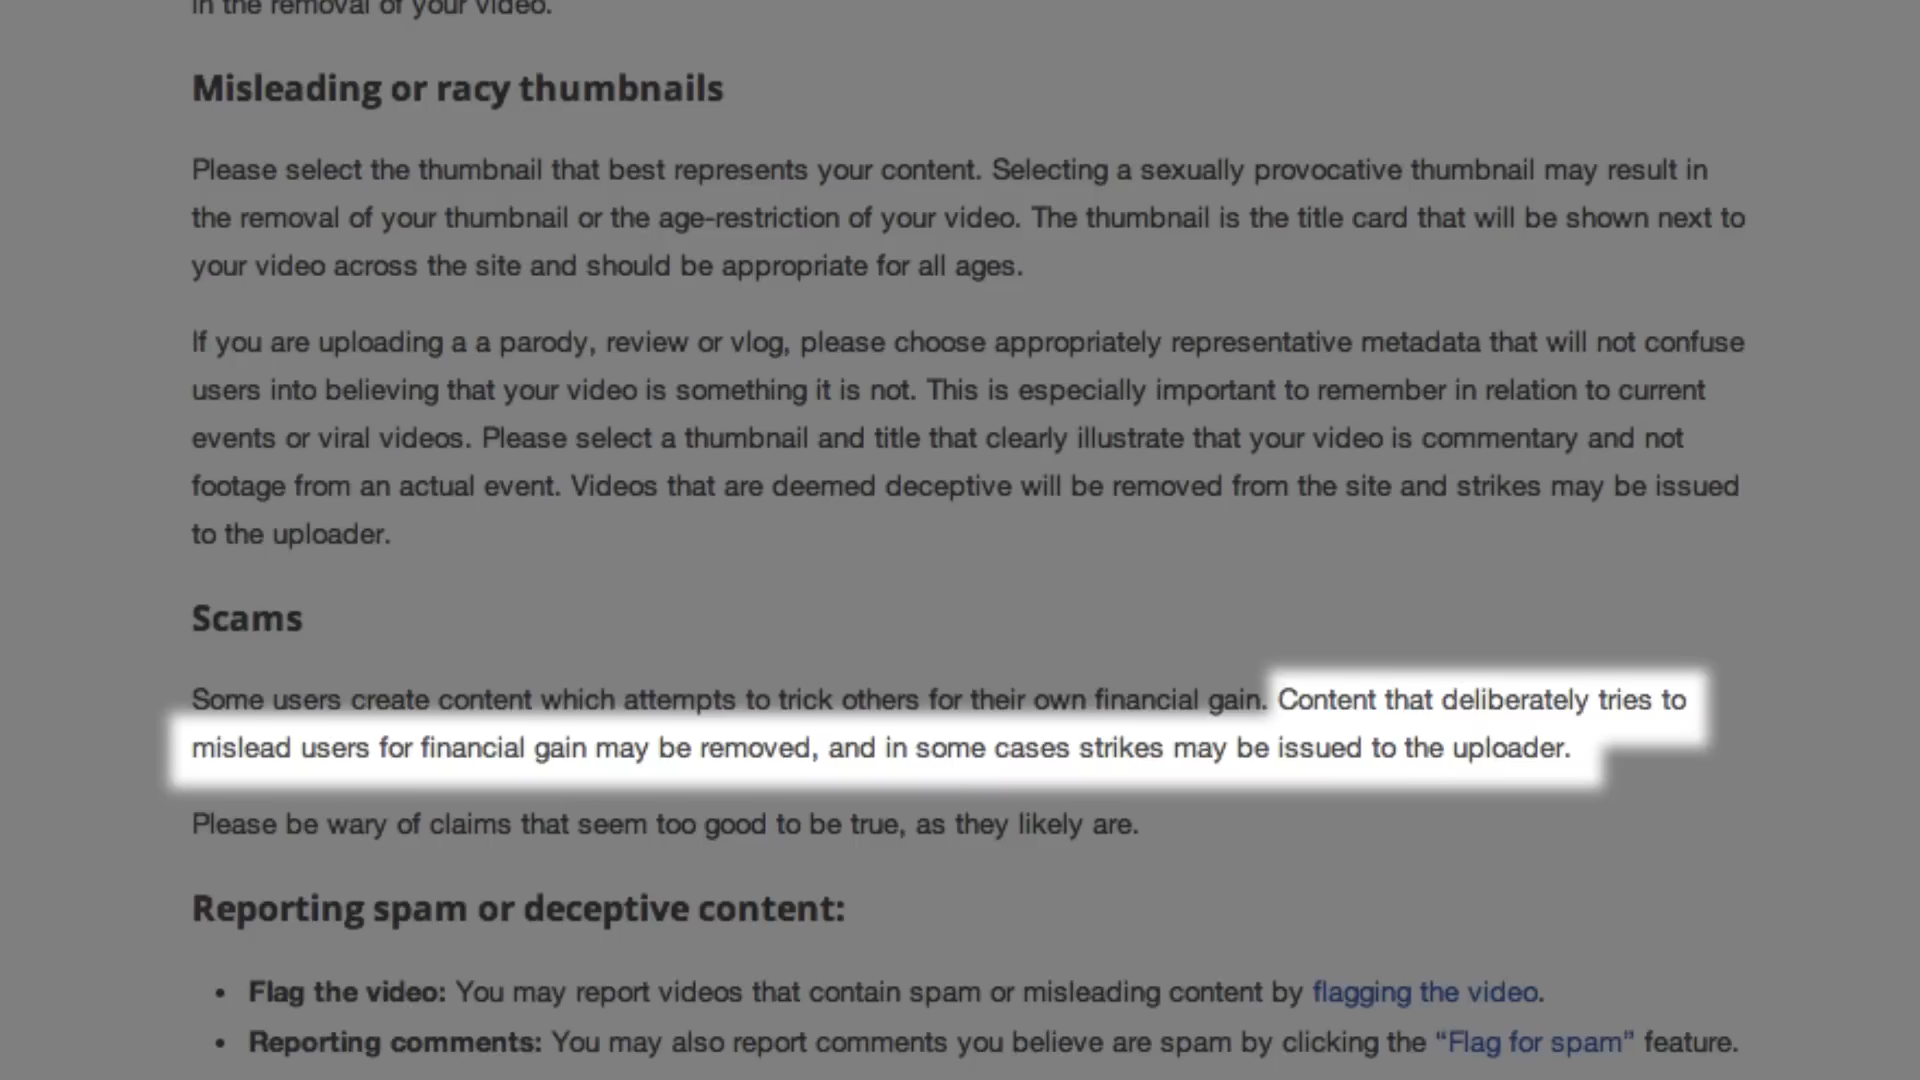 in the removal of your video.
Misleading or racy thumbnails
Please select the thumbnail that best represents your content. Selecting a sexually provocative thumbnail may result in
the removal of your thumbnail or the age-restriction of your video. The thumbnail is the title card that will be shown next to
your video across the site and should be appropriate for all ages.
If you are uploading a a parody, review or vlog, please choose appropriately representative metadata that will not confuse
users into believing that your video is something it is not. This is especially important to remember in relation to current
events or viral videos. Please select a thumbnail and title that clearly illustrate that your video is commentary and not
footage from an actual event. Videos that are deemed deceptive will be removed from the site and strikes may be issued
to the uploader.
Scams
Some users create content which attempts to trick others for their own financial gain. Content that deliberately tries to
mislead users for financial gain may be removed, and in some cases strikes may be issued to the uploader.
Please be wary of claims that seem too good to be true, as they likely are.
Reporting spam or deceptive content:
• Flag the video: You may report videos that contain spam or misleading content by flagging the video.
• Reporting comments: You may also report comments you believe are spam by clicking the “Flag for spam” feature.